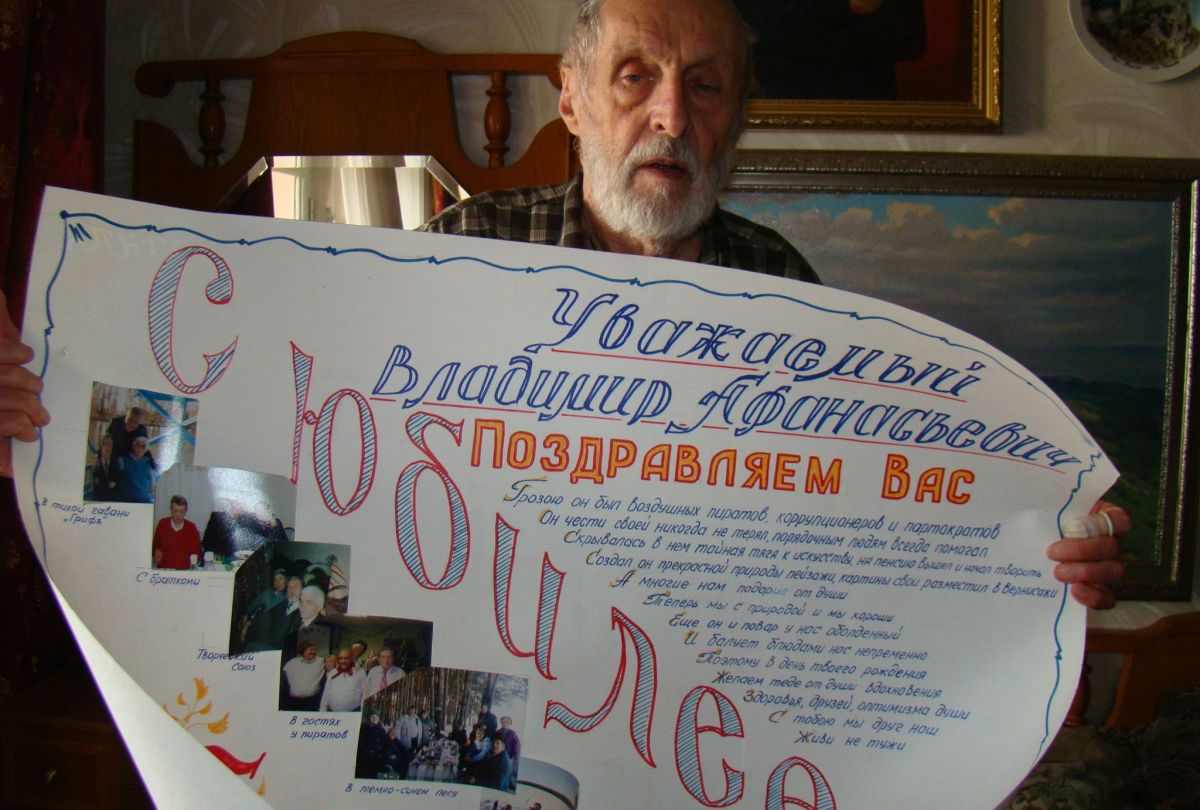 С Юбилее
Уважаемый
Владимир Афанасьевич
Поздравляем Вас
Грозою он был воздушных пиратов, коррупционеров и партократов
Он чести своей никогда не терял, порядочным людям всегда помогал
Скрывалась в нем тайная тяга к искусству, на пенсию вышел и начал творить
Создал он прекрасной природы пейзажи, картины свои разместил в вернисажи
А многие нам подарил от души
Теперь мы с природой и мы хороши
Еще он и повар у нас обалденный
И балует блюдами нас непременно
Поэтому в день твоего рождения
Желаем тебе от души вдохновения
Здоровья, друзей, оптимизма души
С тобою мы друг наш
Живи не тужи
В тихой гавани
„Грифъ"
С братками
Творческий
Союз
В гостях
у пиратов
В темно-синем лесу